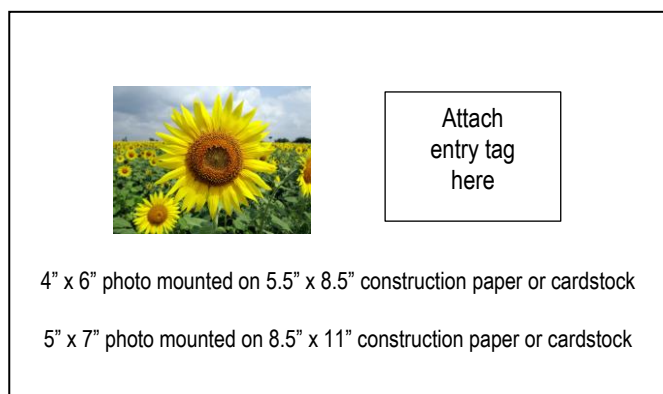 Attach
entry tag
here
4” x 6” photo mounted on 5.5” x 8.5” construction paper or cardstock
5” x 7” photo mounted on 8.5” x 11” construction paper or cardstock